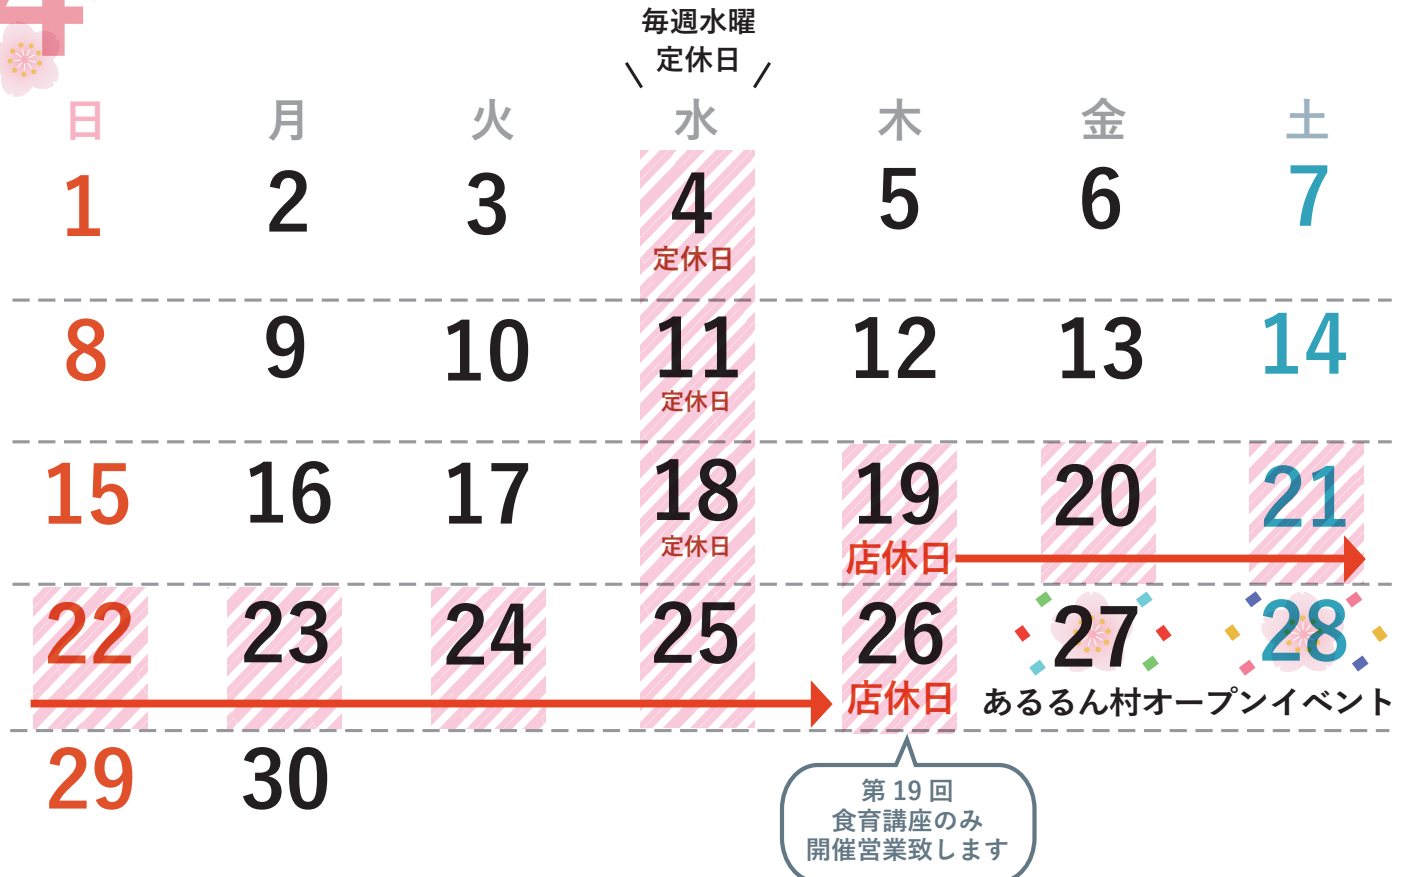 4
毎週水曜
定休日
日 月 火 水 木 金 土
1 2 3 4 5 6 7
定休日
8 9 10 11 12 13 14
定休日
15 16 17 18 19 20 21
定休日
店休日
22 23 24 25 26 27 28
店休日
あるるん村オープンイベント
29 30
第 19 回
食育講座のみ
開催営業致します